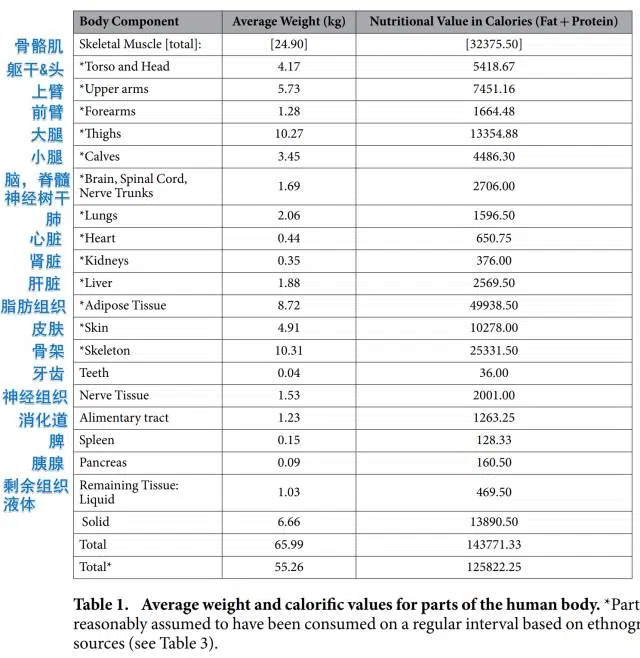 Body Component Average Weight (kg) Nutritional Value in Calories (Fat + Protein)
骨骼肌 Skeletal Muscle [total]: [24.90] [32375.50]
躯干&头 *Torso and Head 4.17 5418.67
上臂 *Upper arms 5.73 7451.16
前臂 *Forearms 1.28 1664.48
大腿 *Thighs 10.27 13354.88
小腿 *Calves 3.45 4486.30
脑，脊髓 *Brain, Spinal Cord,
神经树干 Nerve Trunks 1.69 2706.00
肺 *Lungs 2.06 1596.50
心脏 *Heart 0.44 650.75
肾脏 *Kidneys 0.35 376.00
肝脏 *Liver 1.88 2569.50
脂肪组织 *Adipose Tissue 8.72 49938.50
皮肤 *Skin 4.91 10278.00
骨架 *Skeleton 10.31 25331.50
牙齿 Teeth 0.04 36.00
神经组织 Nerve Tissue 1.53 2001.00
消化道 Alimentary tract 1.23 1263.25
脾 Spleen 0.15 128.33
胰腺 Pancreas 0.09 160.50
剩余组织 Remaining Tissue:
液体 Liquid 1.03 469.50
Solid 6.66 13890.50
Total 65.99 143771.33
Total* 55.26 125822.25
Table 1. Average weight and calorific values for parts of the human body. *Part
reasonably assumed to have been consumed on a regular interval based on ethnogr
sources (see Table 3).